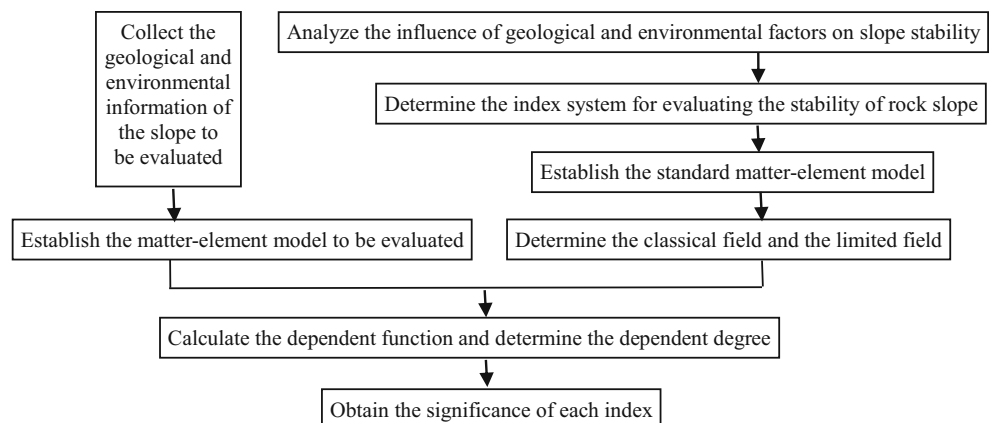 Collect the
geological and
environmental
information of
the slope to
be evaluated
Analyze the influence of geological and environmental factors on slope stability
Determine the index system for evaluating the stability of rock slope
Establish the standard matter-element model
Establish the matter-element model to be evaluated
Determine the classical field and the limited field
Calculate the dependent function and determine the dependent degree
Obtain the significance of each index